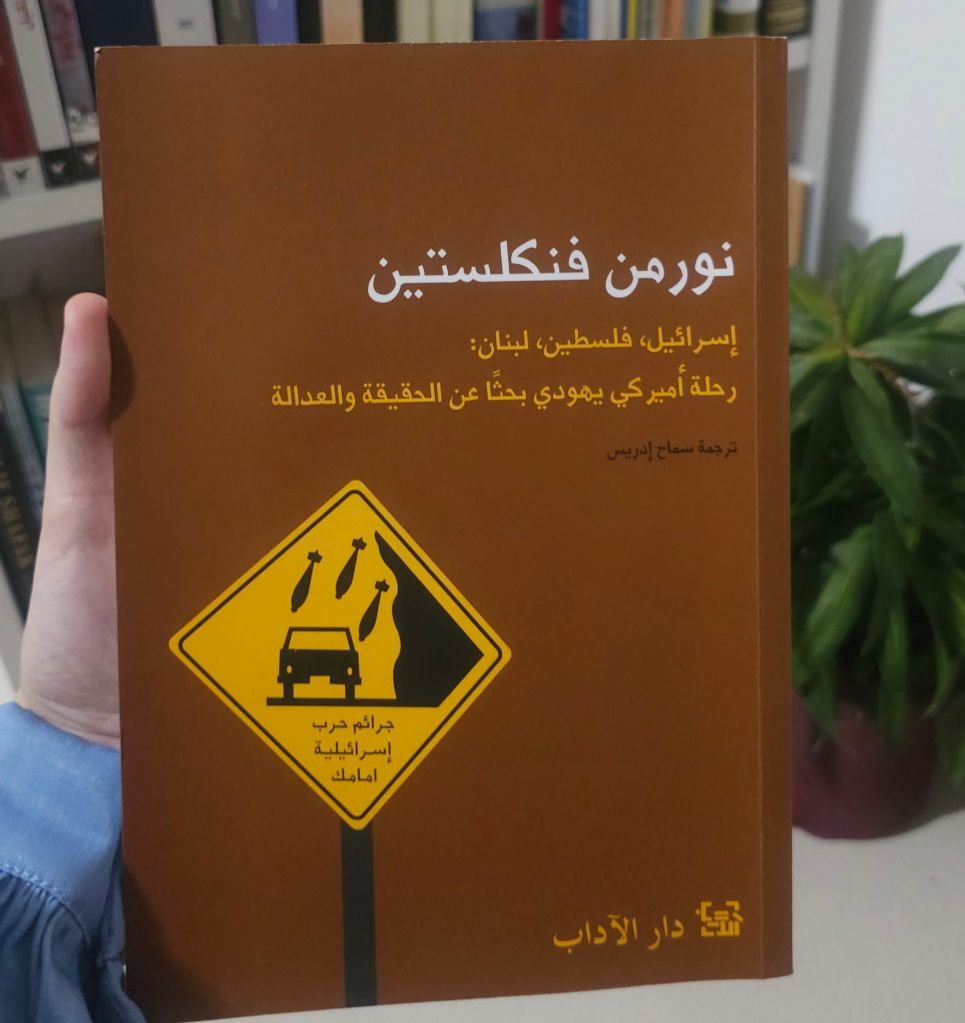 نورمن فنكلستين
إسرائيل، فلسطين، لبنان:
رحلة أميركي يهودي بحثًا عن الحقيقة والعدالة
ترجمة سماح إدريس
جرائم حرب
إسرائيلية
امامك
دار الآداب